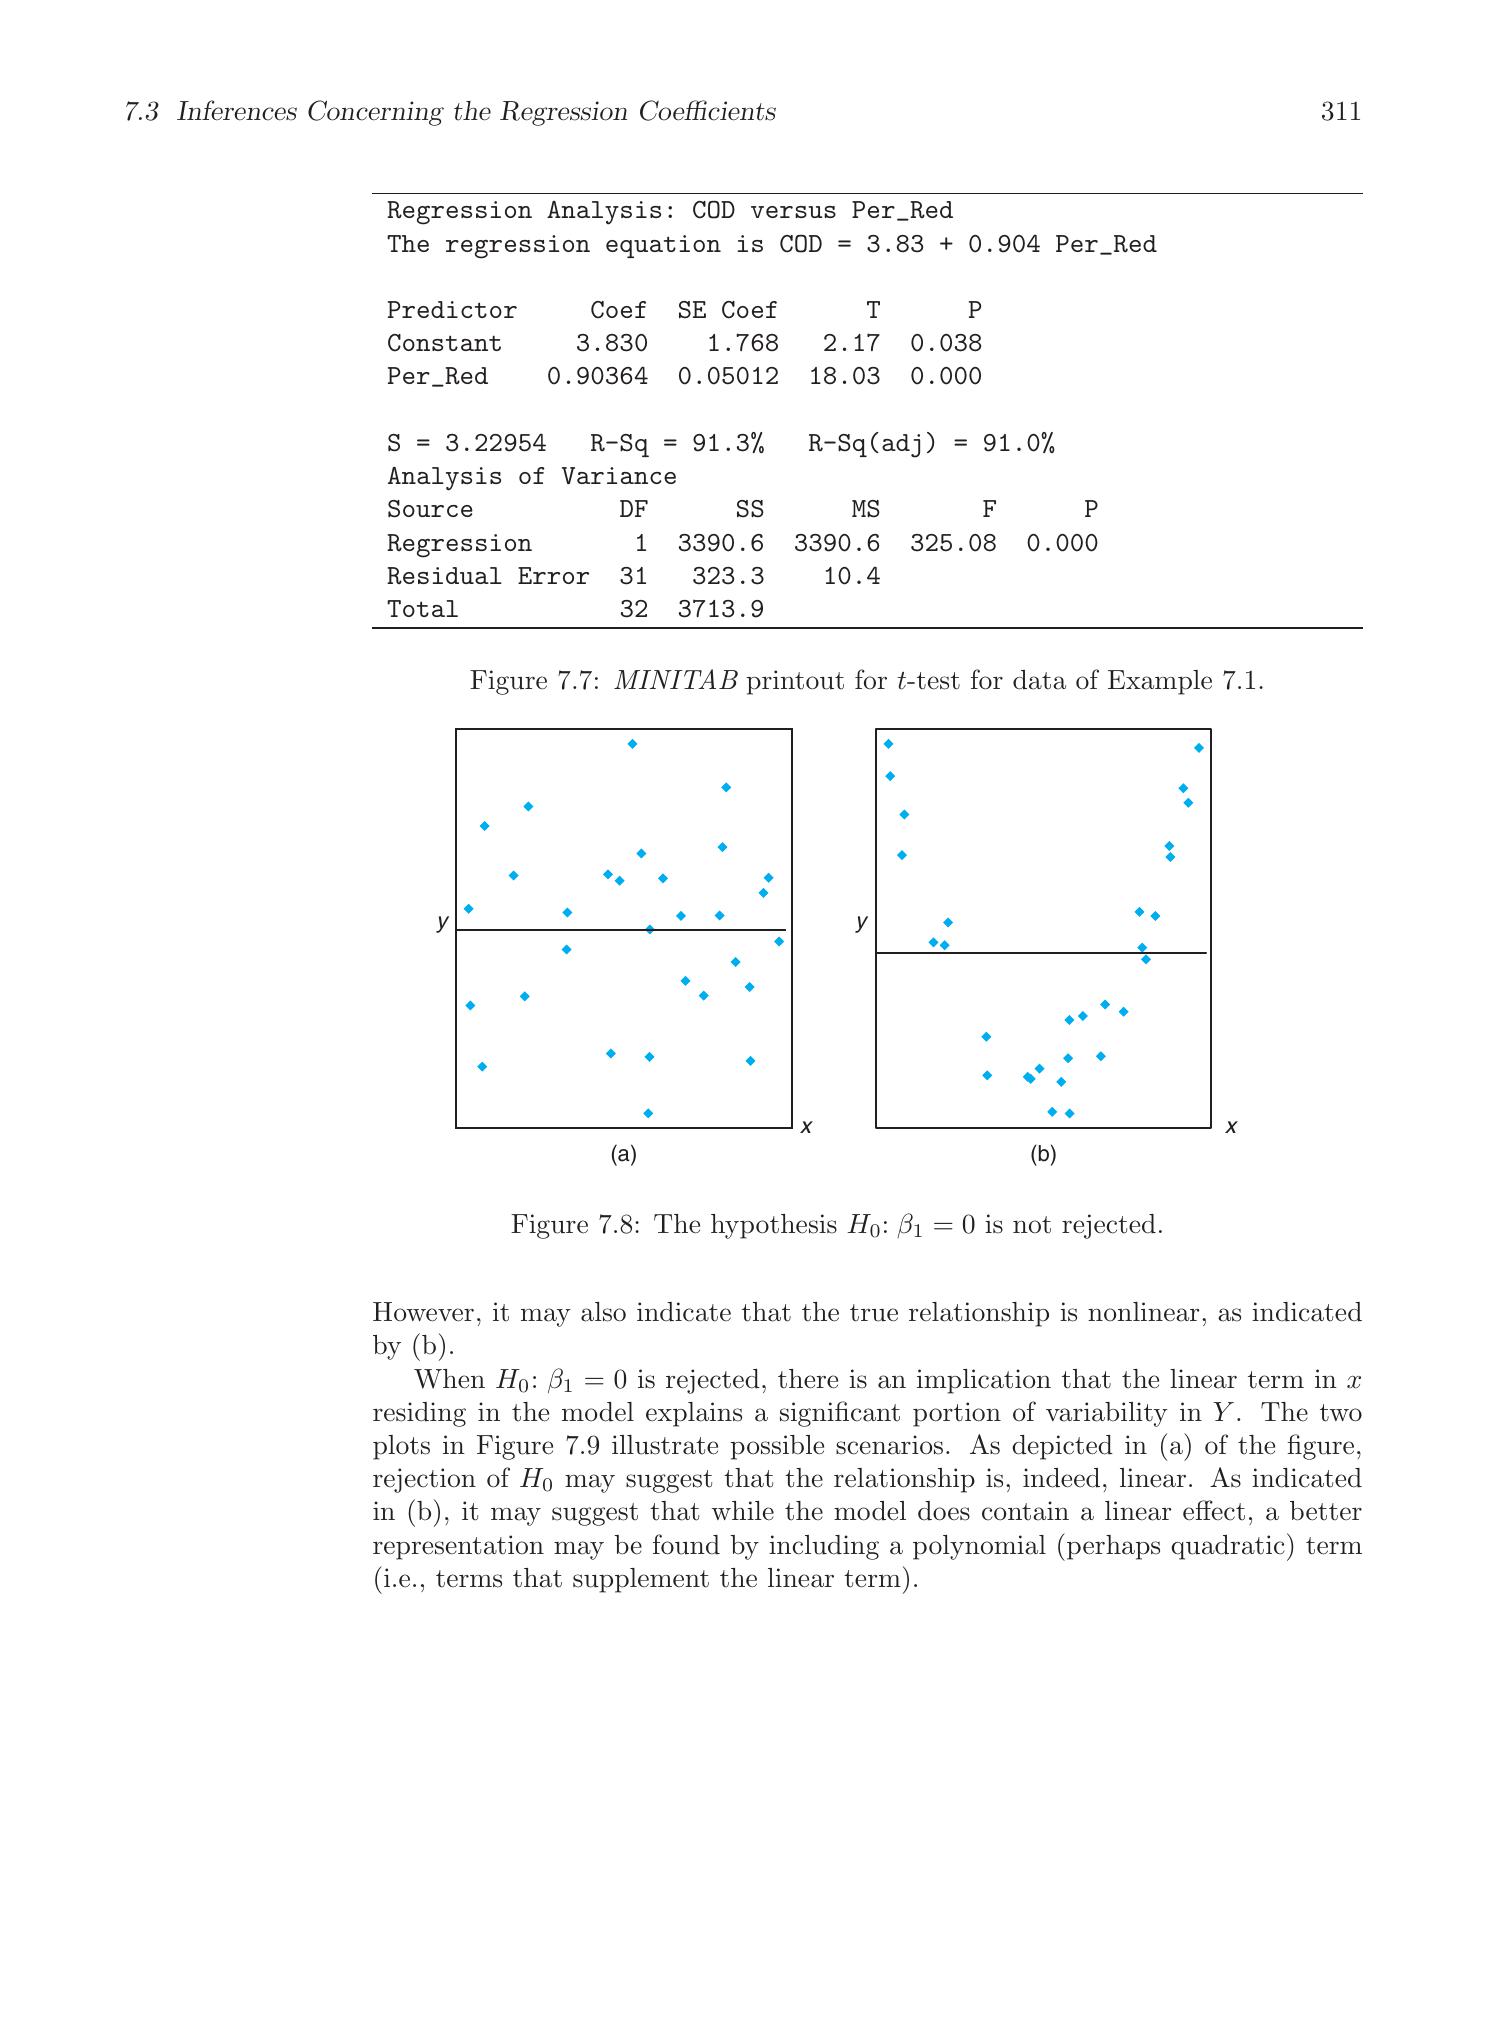 7.3 Inferences Concerning the Regression Coefficients 311
Regression Analysis: COD versus Per_Red
The regression equation is COD = 3.83 + 0.904 Per_Red
Predictor Coef SE Coef T P
Constant 3.830 1.768 2.17 0.038
Per_Red 0.90364 0.05012 18.03 0.000
S = 3.22954 R-Sq = 91.3% R-Sq(adj) = 91.0%
Analysis of Variance
Source DF SS MS F P
Regression 1 3390.6 3390.6 325.08 0.000
Residual Error 31 323.3 10.4
Total 32 3713.9
Figure 7.7: MINITAB printout for t-test for data of Example 7.1.
y
x
(a)
y
x
(b)
Figure 7.8: The hypothesis H₀: β₁ = 0 is not rejected.
However, it may also indicate that the true relationship is nonlinear, as indicated
by (b).
When H₀: β₁ = 0 is rejected, there is an implication that the linear term in x
residing in the model explains a significant portion of variability in Y. The two
plots in Figure 7.9 illustrate possible scenarios. As depicted in (a) of the figure,
rejection of H₀ may suggest that the relationship is, indeed, linear. As indicated
in (b), it may suggest that while the model does contain a linear effect, a better
representation may be found by including a polynomial (perhaps quadratic) term
(i.e., terms that supplement the linear term).